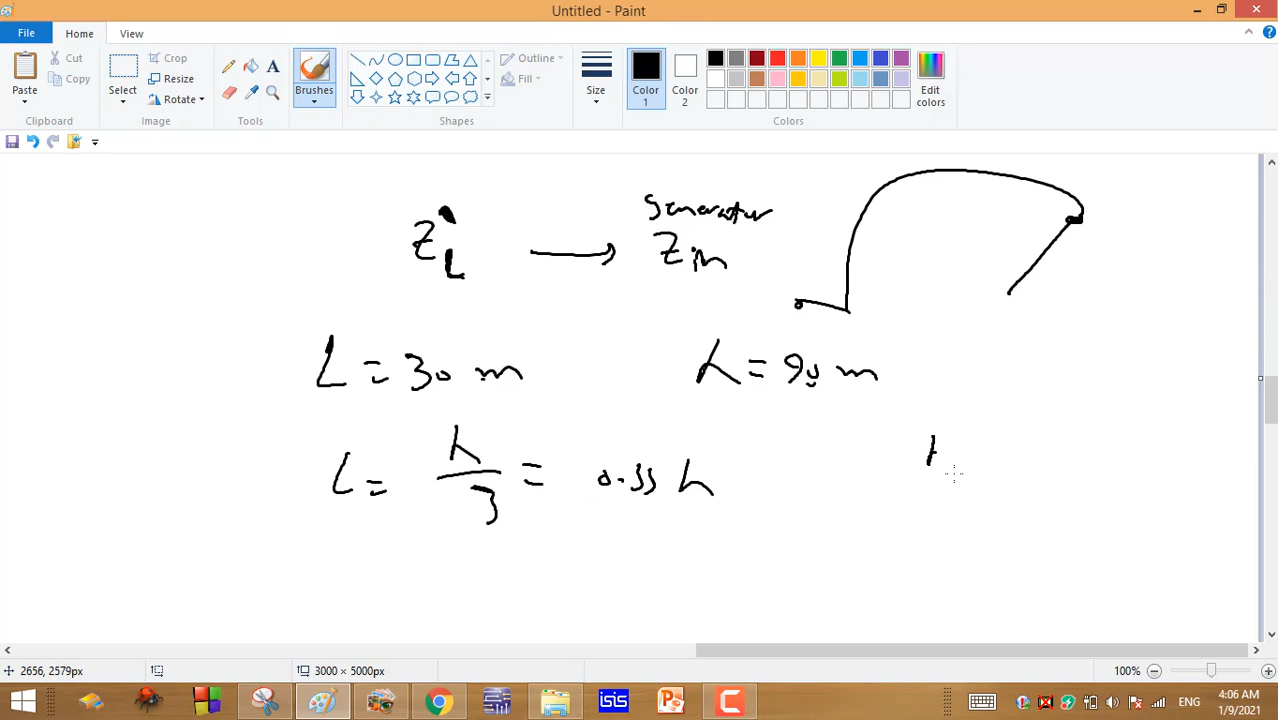 Untitled - Paint
File
Home
View
Paste
Cut
Copy
Clipboard
Select
Crop
Resize
Rotate
Image
Tools
Brushes
Shapes
Outline
Fill
Size
Color 1
Color 2
Edit colors
Colors
Generator
Z_L → Z_in
L = 30 m
λ = 90 m
L = λ/3 = 0.33 λ
2656, 2579px
3000 × 5000px
100%
isis
ENG
4:06 AM
1/9/2021